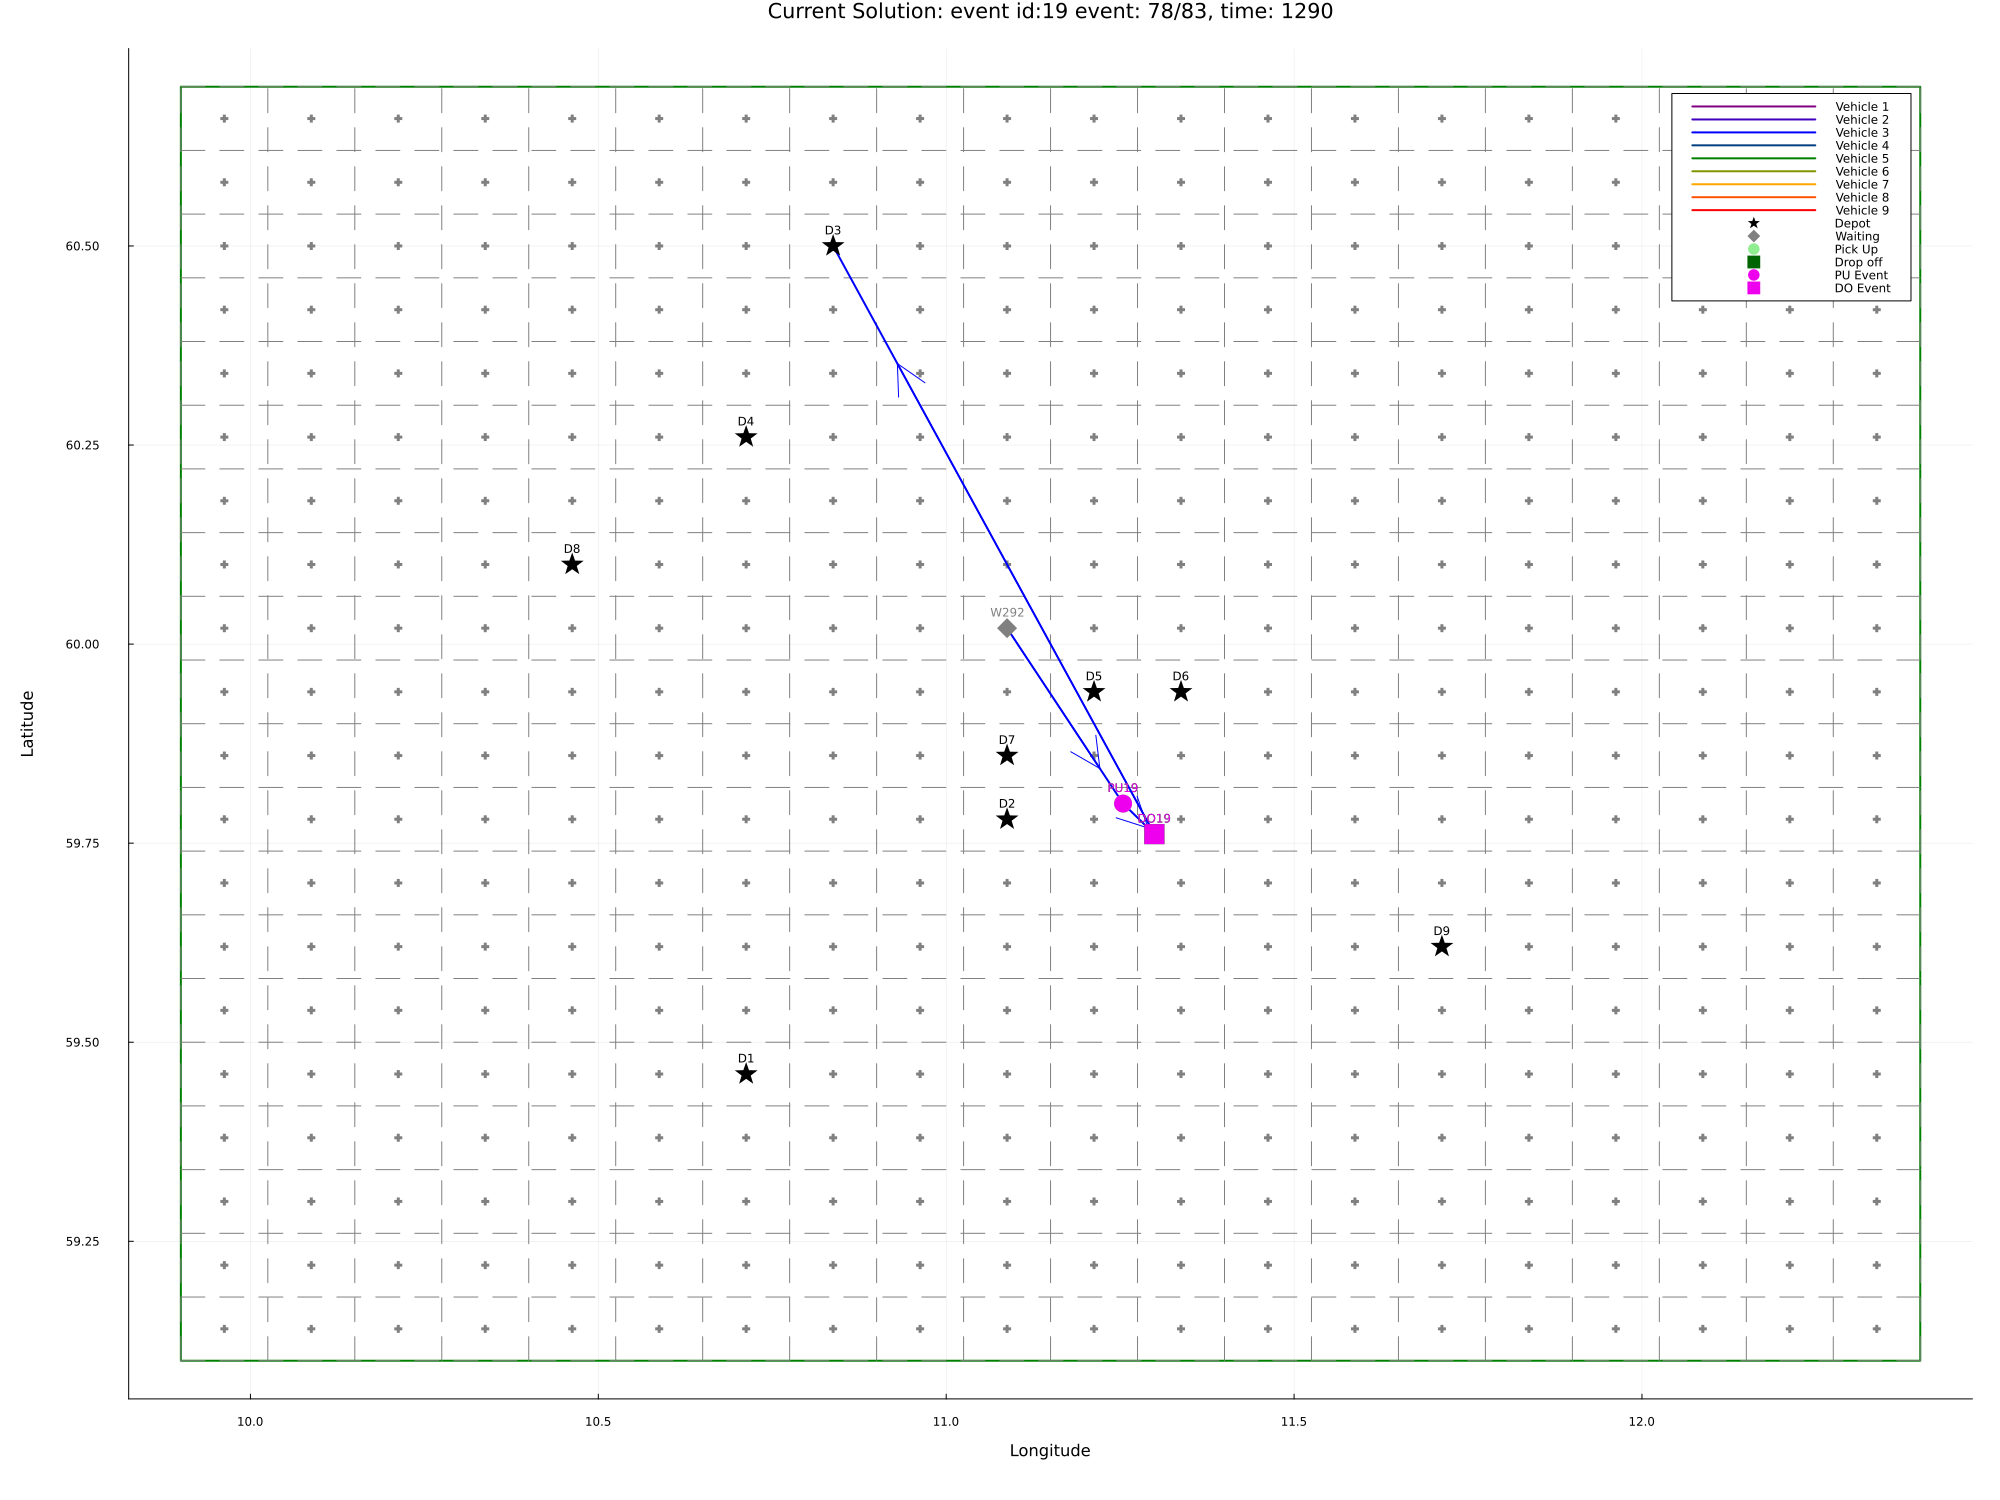 Current Solution: event id:19 event: 78/83, time: 1290
Vehicle 1
Vehicle 2
Vehicle 3
Vehicle 4
Vehicle 5
Vehicle 6
Vehicle 7
Vehicle 8
Vehicle 9
Depot
Waiting
Pick Up
Drop off
PU Event
DO Event
D3
60.50
D4
60.25
D8
W292
60.00
D5
D6
D7
PU19
D2
DO19
59.75
D9
59.50
D1
59.25
Latitude
10.0
10.5
11.0
11.5
12.0
Longitude